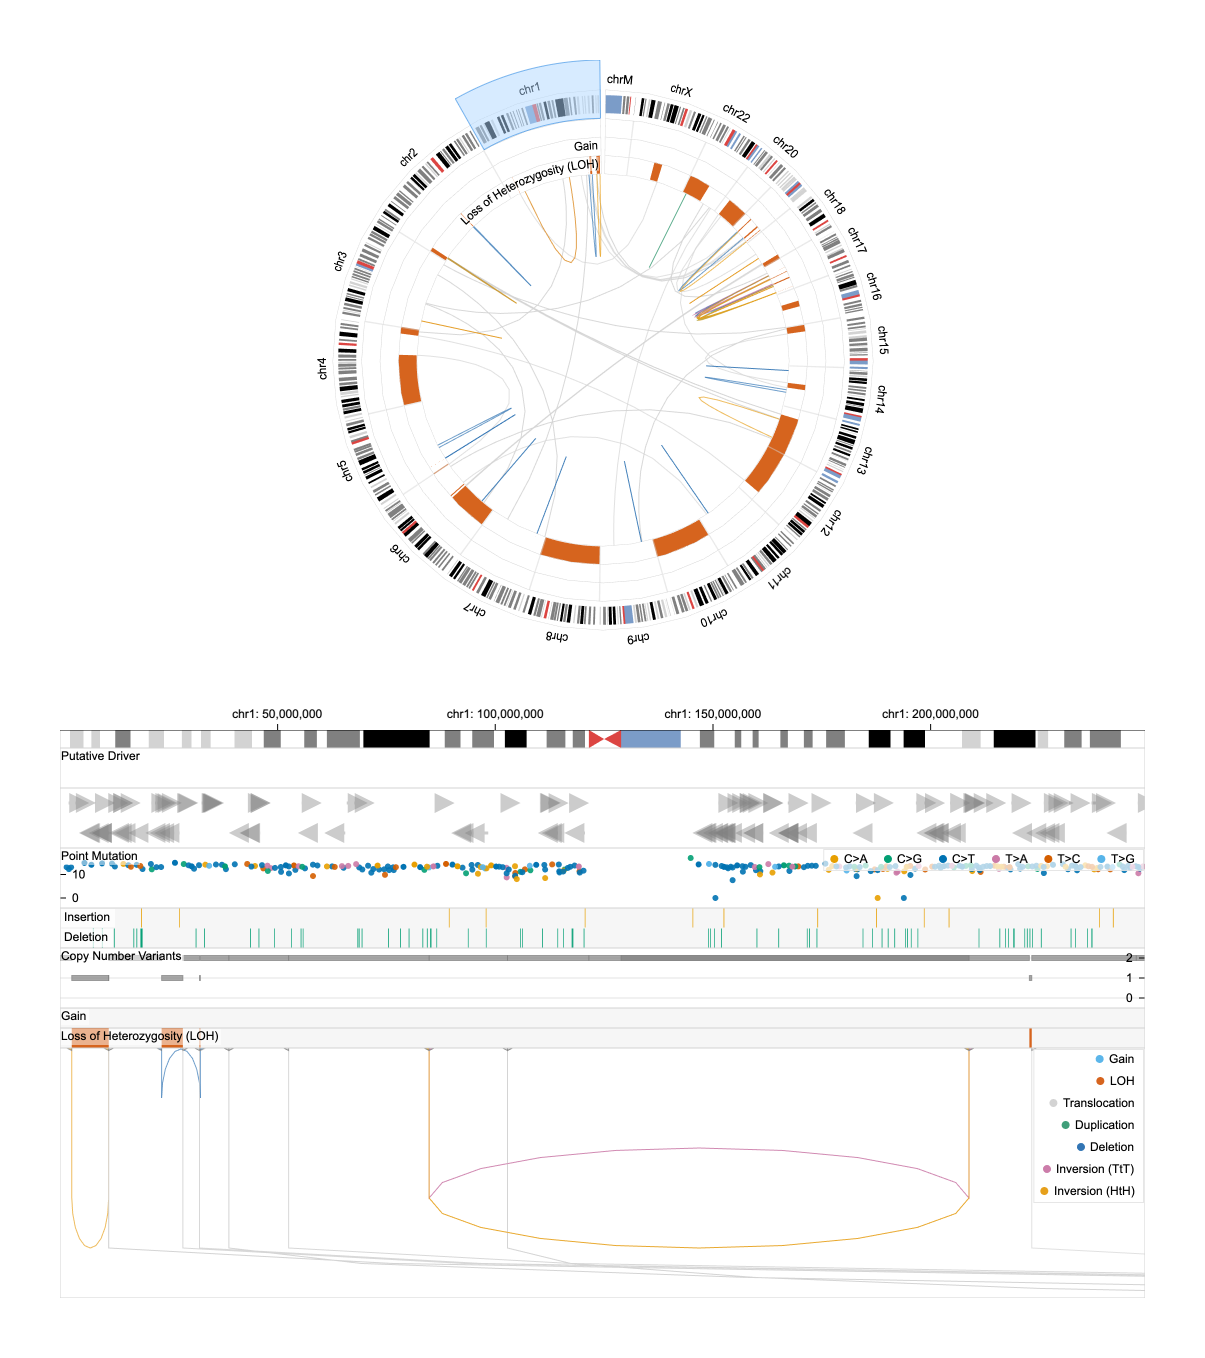 chrM
chrX
chr22
chr20
chr18
chr17
chr16
chr15
chr14
chr13
chr12
chr11
chr10
chr9
chr8
chr7
chr6
chr5
chr4
chr3
chr2
chr1
Gain
Loss of Heterozygosity (LOH)
chr1: 50,000,000 chr1: 100,000,000 chr1: 150,000,000 chr1: 200,000,000
Putative Driver
Point Mutation
C>A C>G C>T T>A T>C T>G
10
0
Insertion
Deletion
Copy Number Variants
2
1
0
Gain
Loss of Heterozygosity (LOH)
Gain
LOH
Translocation
Duplication
Deletion
Inversion (TtT)
Inversion (HtH)